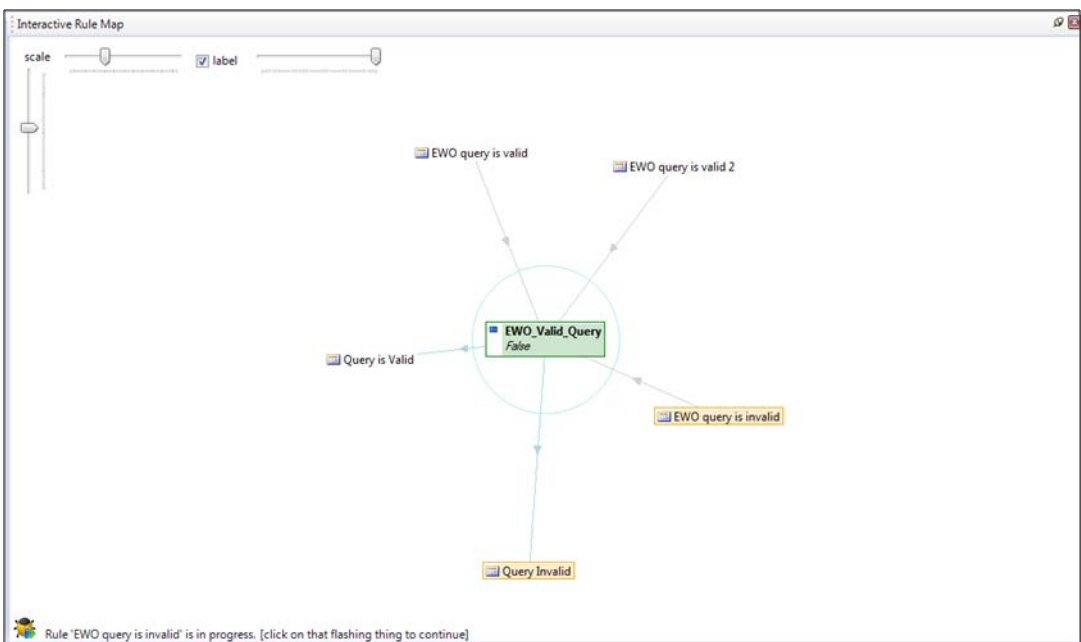 Interactive Rule Map
scale
label
EWO query is valid
EWO query is valid 2
EWO_Valid_Query
False
Query is Valid
EWO query is invalid
Query Invalid
Rule 'EWO query is invalid' is in progress. [click on that flashing thing to continue]